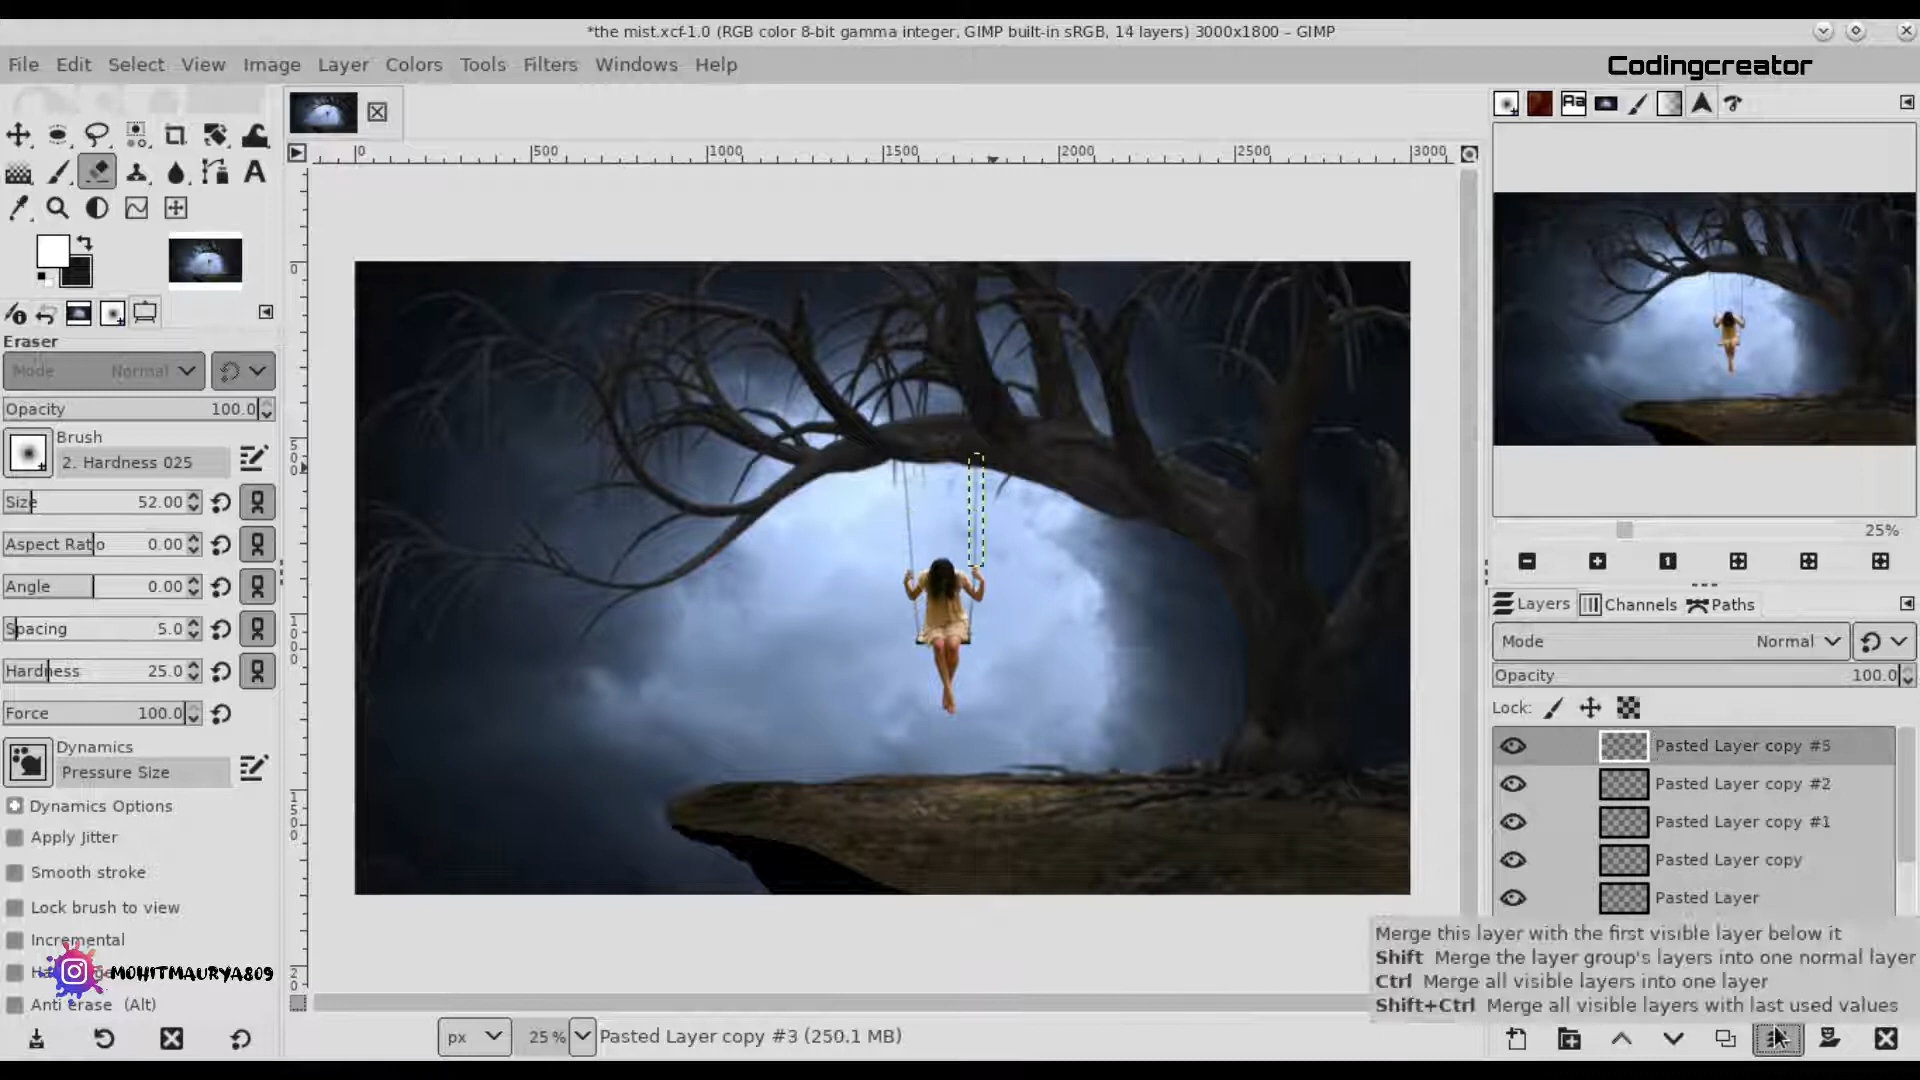 *the mist.xcf-1.0 (RGB color 8-bit gamma integer, GIMP built-in sRGB, 14 layers) 3000x1800 – GIMP
File Edit Select View Image Layer Colors Tools Filters Windows Help
Codingcreator
Aa
0 500 1000 1500 2000 2500 3000
0
500
1000
1500
Eraser
Mode Normal
Opacity 100.0
Brush
2. Hardness 025
Size 52.00
Aspect Ratio 0.00
Angle 0.00
Spacing 5.0
Hardness 25.0
Force 100.0
Dynamics
Pressure Size
Dynamics Options
Apply Jitter
Smooth stroke
Lock brush to view
Incremental
MOHITMAURYA809
Anti erase (Alt)
px 25 % Pasted Layer copy #3 (250.1 MB)
25%
Layers Channels Paths
Mode Normal
Opacity 100.0
Lock:
Pasted Layer copy #5
Pasted Layer copy #2
Pasted Layer copy #1
Pasted Layer copy
Pasted Layer
Merge this layer with the first visible layer below it
Shift Merge the layer group's layers into one normal layer
Ctrl Merge all visible layers into one layer
Shift+Ctrl Merge all visible layers with last used values